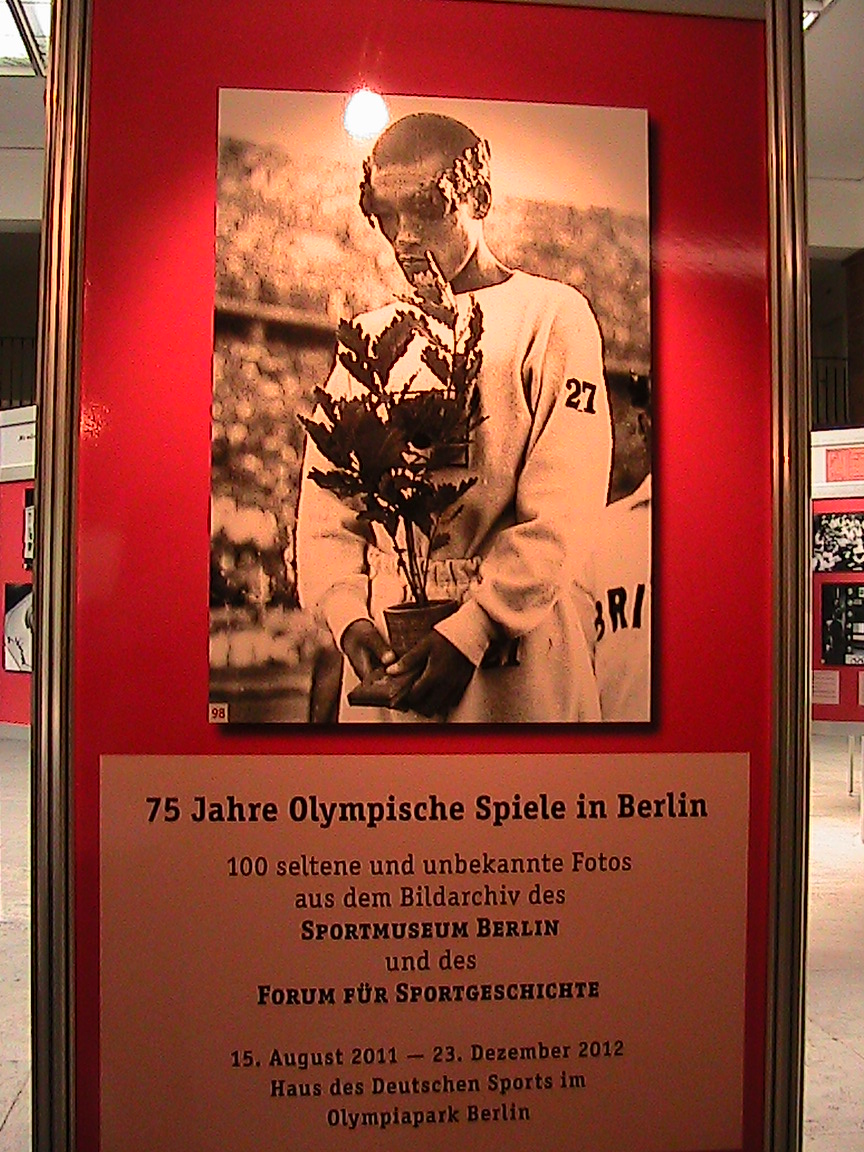 27
BRI
98
75 Jahre Olympische Spiele in Berlin
100 seltene und unbekannte Fotos
aus dem Bildarchiv des
SPORTMUSEUM BERLIN
und des
FORUM FÜR SPORTGESCHICHTE
15. August 2011 — 23. Dezember 2012
Haus des Deutschen Sports im
Olympiapark Berlin